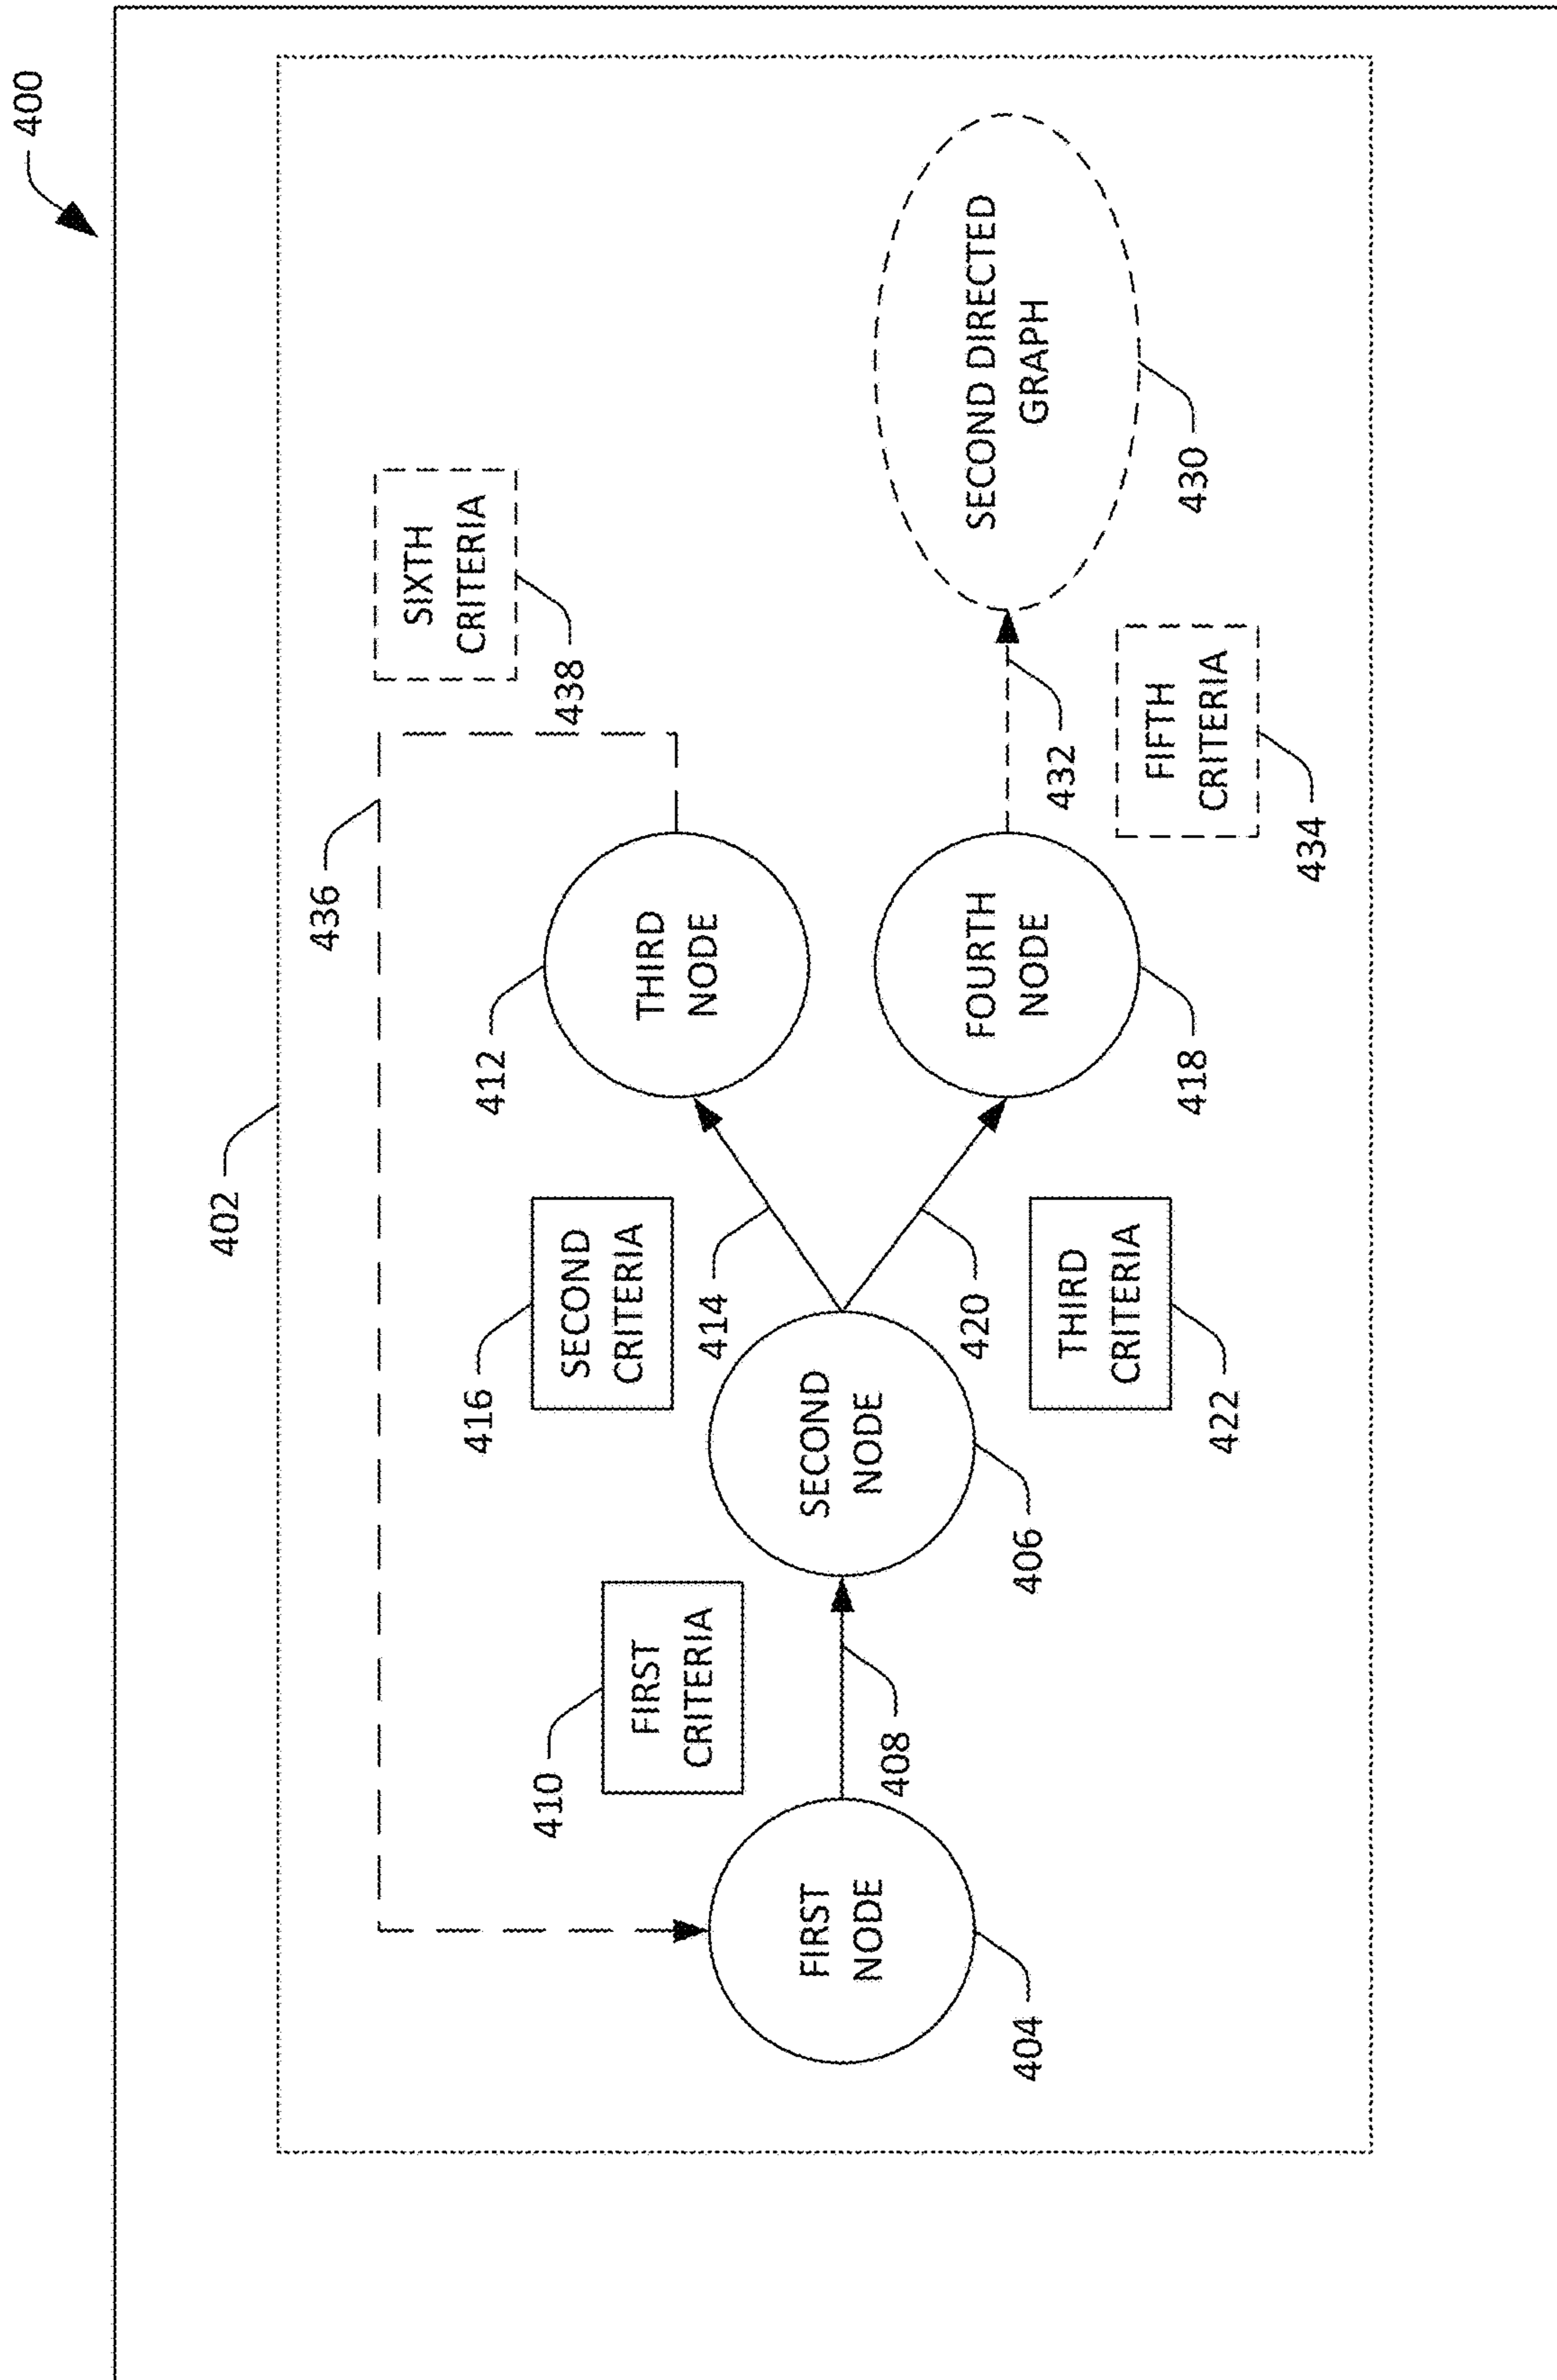 400
402
436
SIXTH
CRITERIA
438
412
THIRD
NODE
416
SECOND
CRITERIA
414
410
FIRST
CRITERIA
FIRST
NODE
404
408
SECOND
NODE
406
420
THIRD
CRITERIA
422
FOURTH
NODE
418
432
FIFTH
CRITERIA
434
SECOND DIRECTED
GRAPH
430